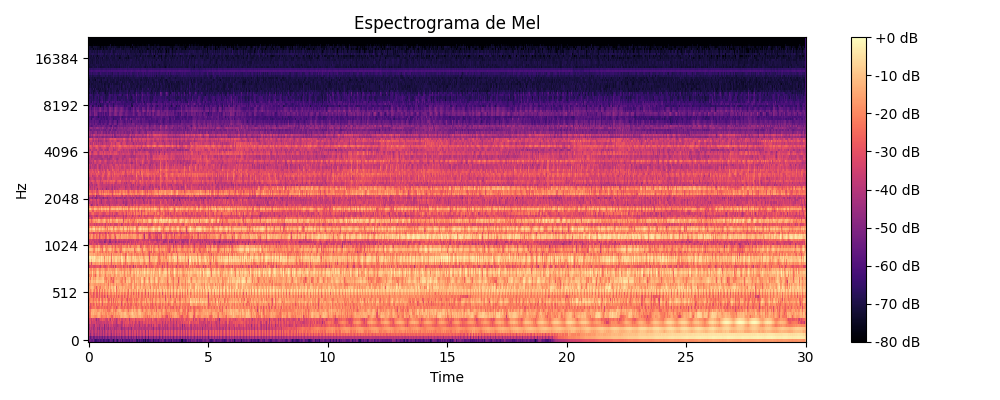 Espectrograma de Mel
Hz
16384
8192
4096
2048
1024
512
0
0 5 10 15 20 25 30
Time
+0 dB
-10 dB
-20 dB
-30 dB
-40 dB
-50 dB
-60 dB
-70 dB
-80 dB